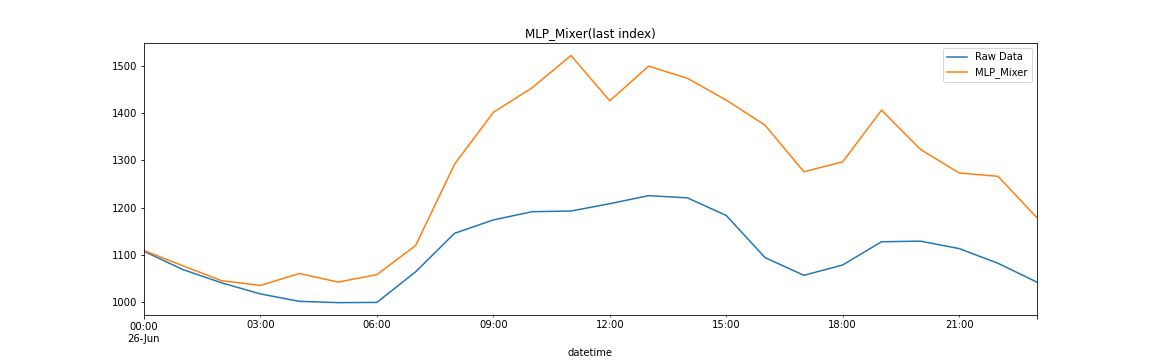 MLP_Mixer(last index)
Raw Data
MLP_Mixer
1500
1400
1300
1200
1100
1000
00:00 03:00 06:00 09:00 12:00 15:00 18:00 21:00
26-Jun
datetime